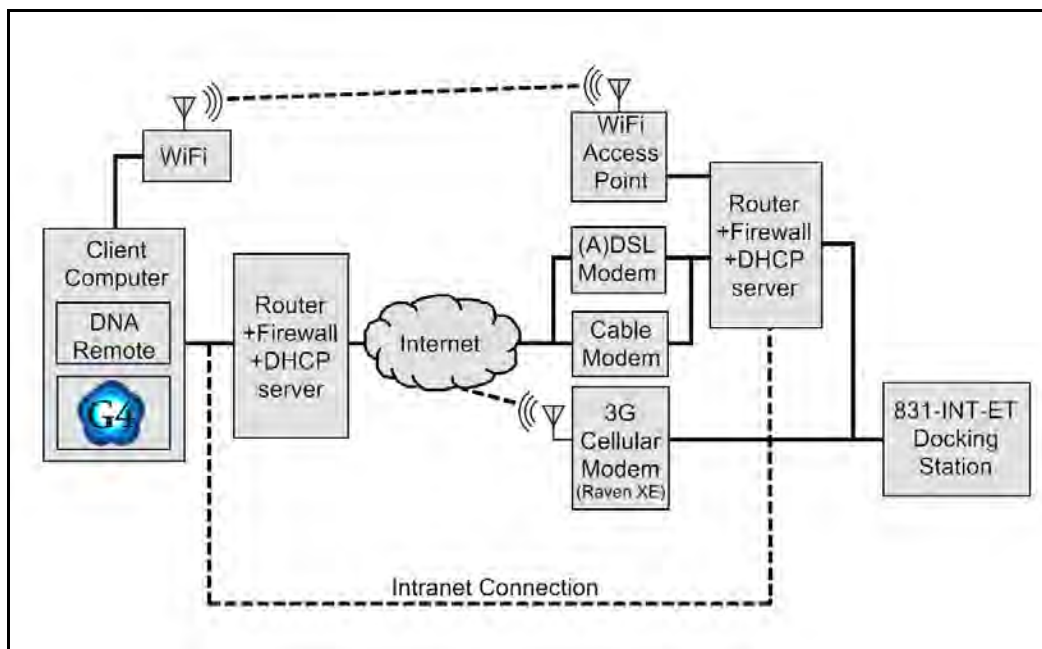 WiFi
WiFi
Access
Point
Client
Computer
DNA
Remote
G4
Router
+Firewall
+DHCP
server
Internet
(A)DSL
Modem
Cable
Modem
3G
Cellular
Modem
(Raven XE)
Router
+Firewall
+DHCP
server
831-INT-ET
Docking
Station
Intranet Connection